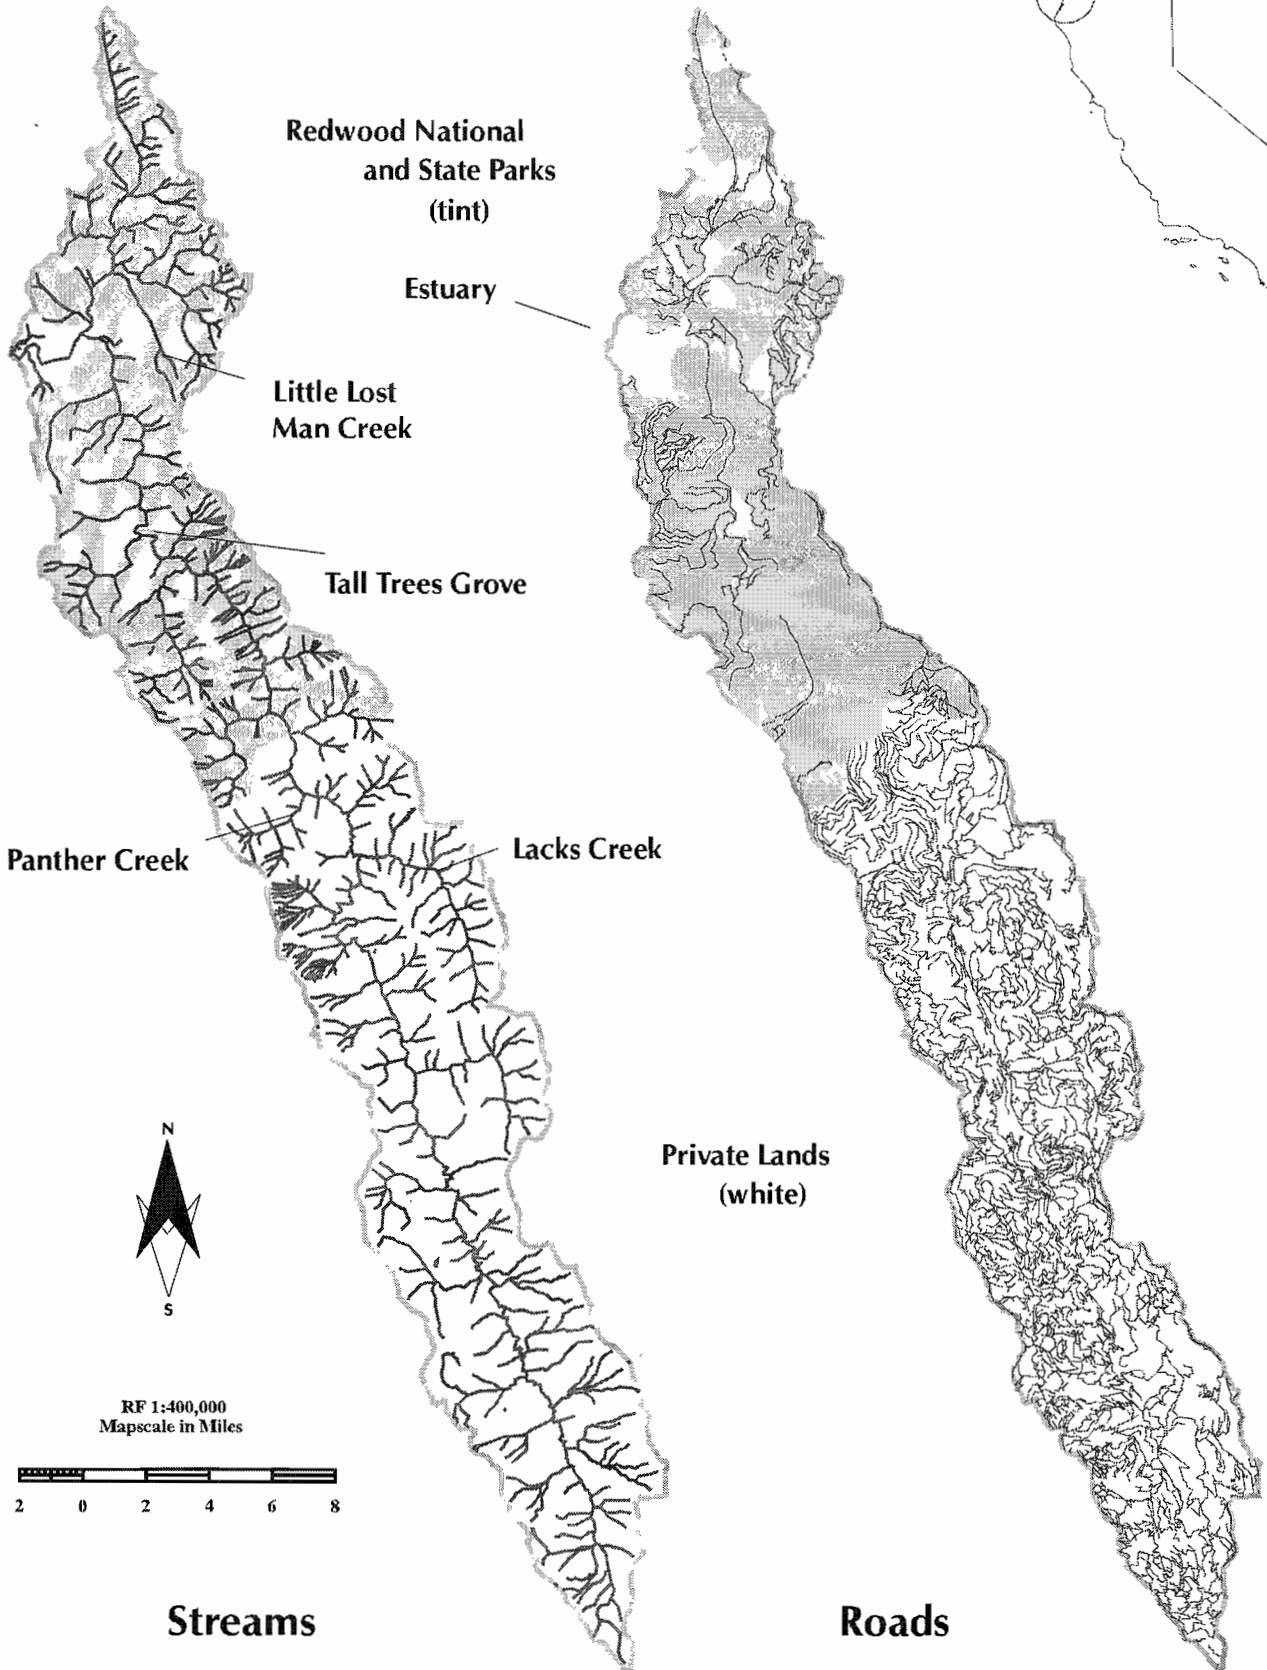 Redwood National
and State Parks
(tint)
Estuary
Little Lost
Man Creek
Tall Trees Grove
Panther Creek
Lacks Creek
N
S
Private Lands
(white)
RF 1:400,000
Mapscale in Miles
2 0 2 4 6 8
Streams
Roads